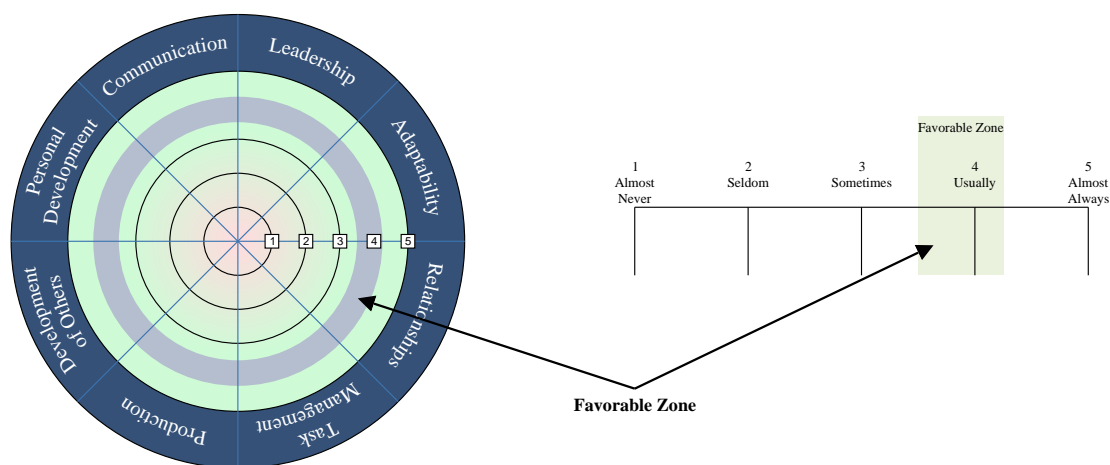 Communication
Leadership
Adaptability
Relationships
Task
Management
Production
Development
of Others
Personal
Development
1
2
3
4
5
Favorable Zone
1
Almost
Never
2
Seldom
3
Sometimes
4
Usually
5
Almost
Always
Favorable Zone